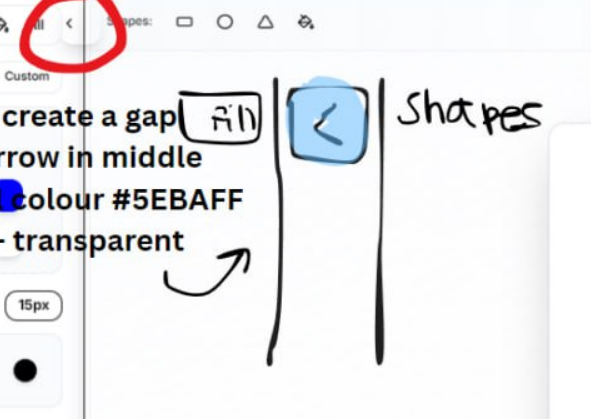 < Shapes:
Custom
create a gap
Fill < Shapes
rrow in middle
colour #5EBAFF
- transparent
15px